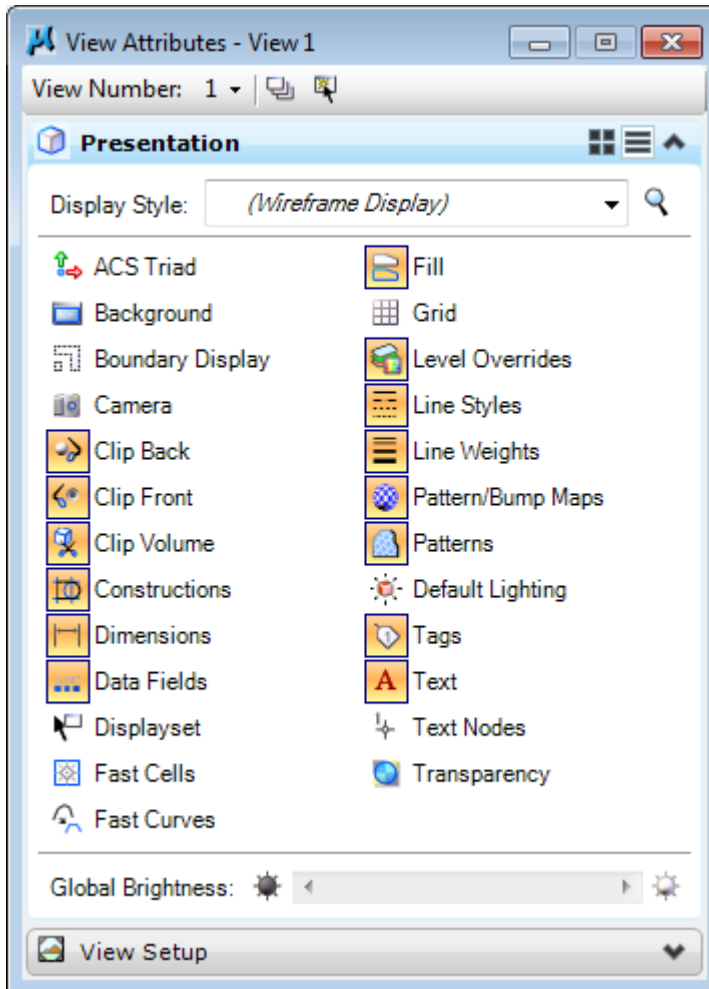 View Attributes - View 1
View Number: 1
Presentation
Display Style: (Wireframe Display)
ACS Triad
Background
Boundary Display
Camera
Clip Back
Clip Front
Clip Volume
Constructions
Dimensions
Data Fields
Displayset
Fast Cells
Fast Curves
Fill
Grid
Level Overrides
Line Styles
Line Weights
Pattern/Bump Maps
Patterns
Default Lighting
Tags
Text
Text Nodes
Transparency
Global Brightness:
View Setup